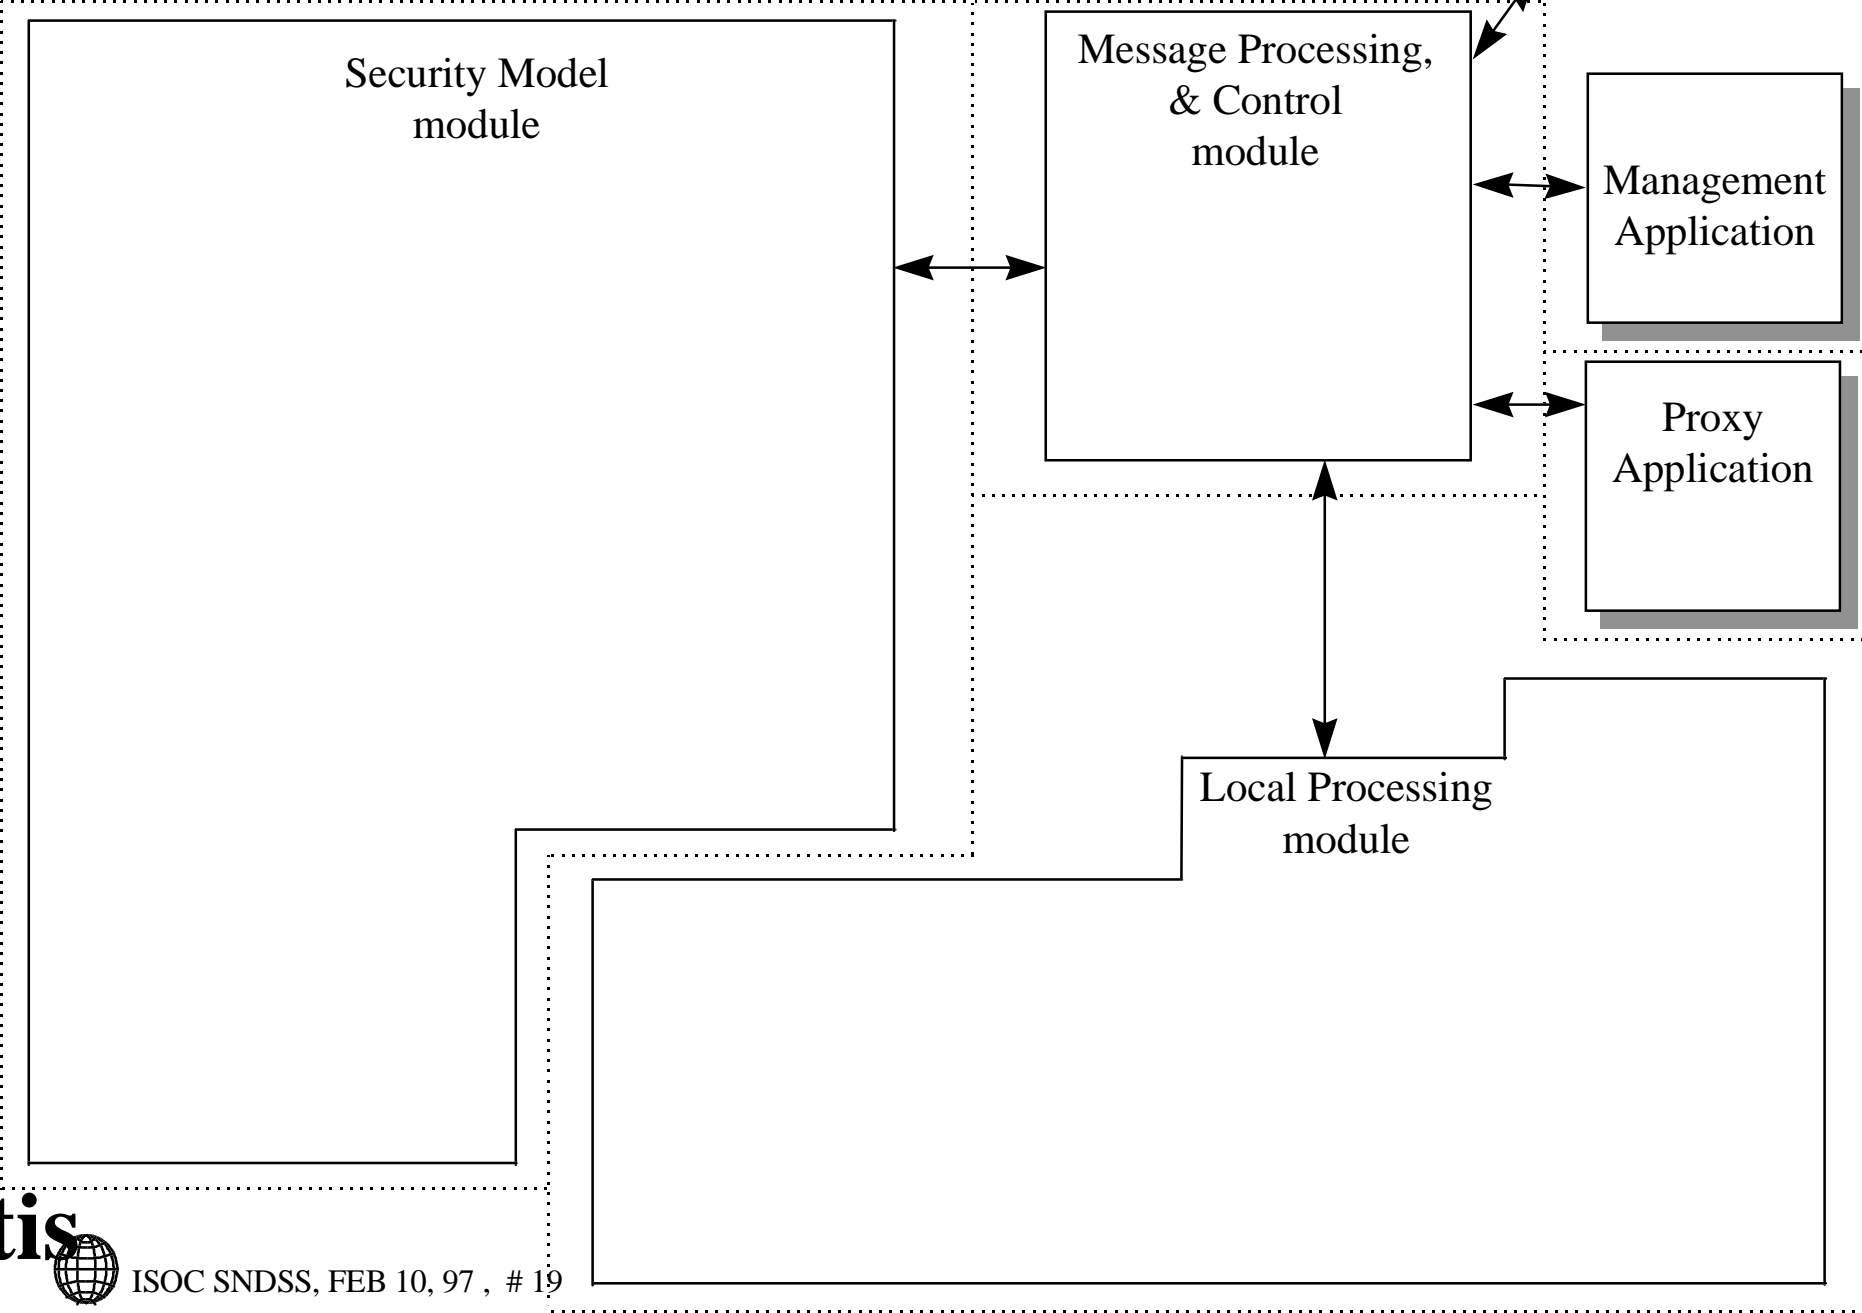 Security Model
module
Message Processing,
& Control
module
Management
Application
Proxy
Application
Local Processing
module
tis
ISOC SNDSS, FEB 10, 97 , # 19